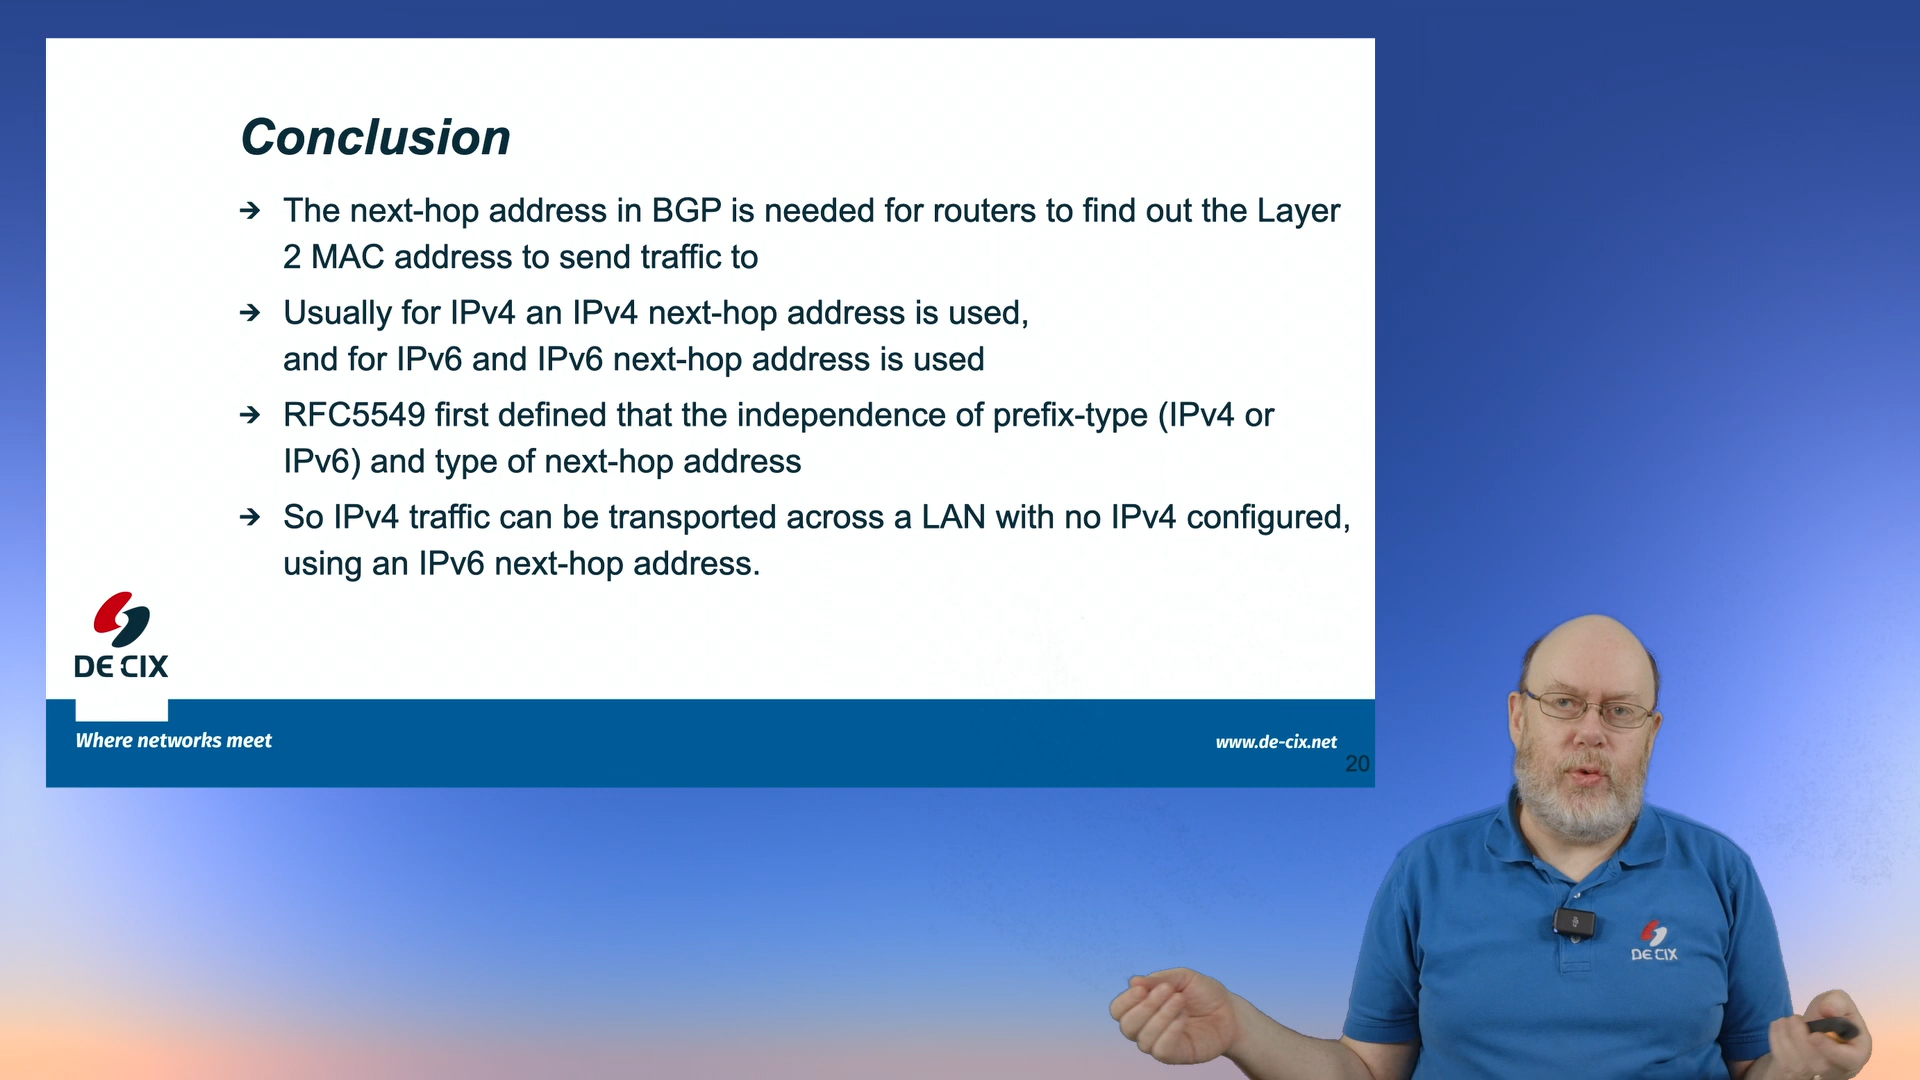 Conclusion
→ The next-hop address in BGP is needed for routers to find out the Layer
2 MAC address to send traffic to
→ Usually for IPv4 an IPv4 next-hop address is used,
and for IPv6 and IPv6 next-hop address is used
→ RFC5549 first defined that the independence of prefix-type (IPv4 or
IPv6) and type of next-hop address
→ So IPv4 traffic can be transported across a LAN with no IPv4 configured,
using an IPv6 next-hop address.
DE CIX
Where networks meet
www.de-cix.net
20
DE CIX